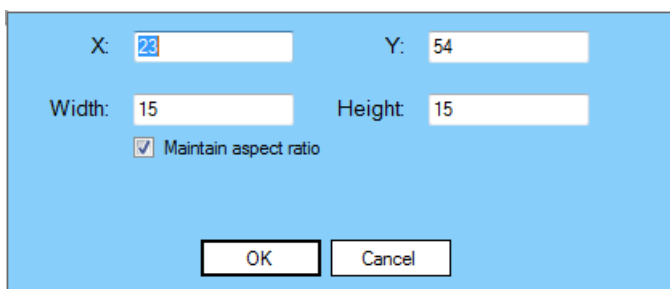 X: 23 Y: 54
Width: 15 Height: 15
Maintain aspect ratio
OK Cancel